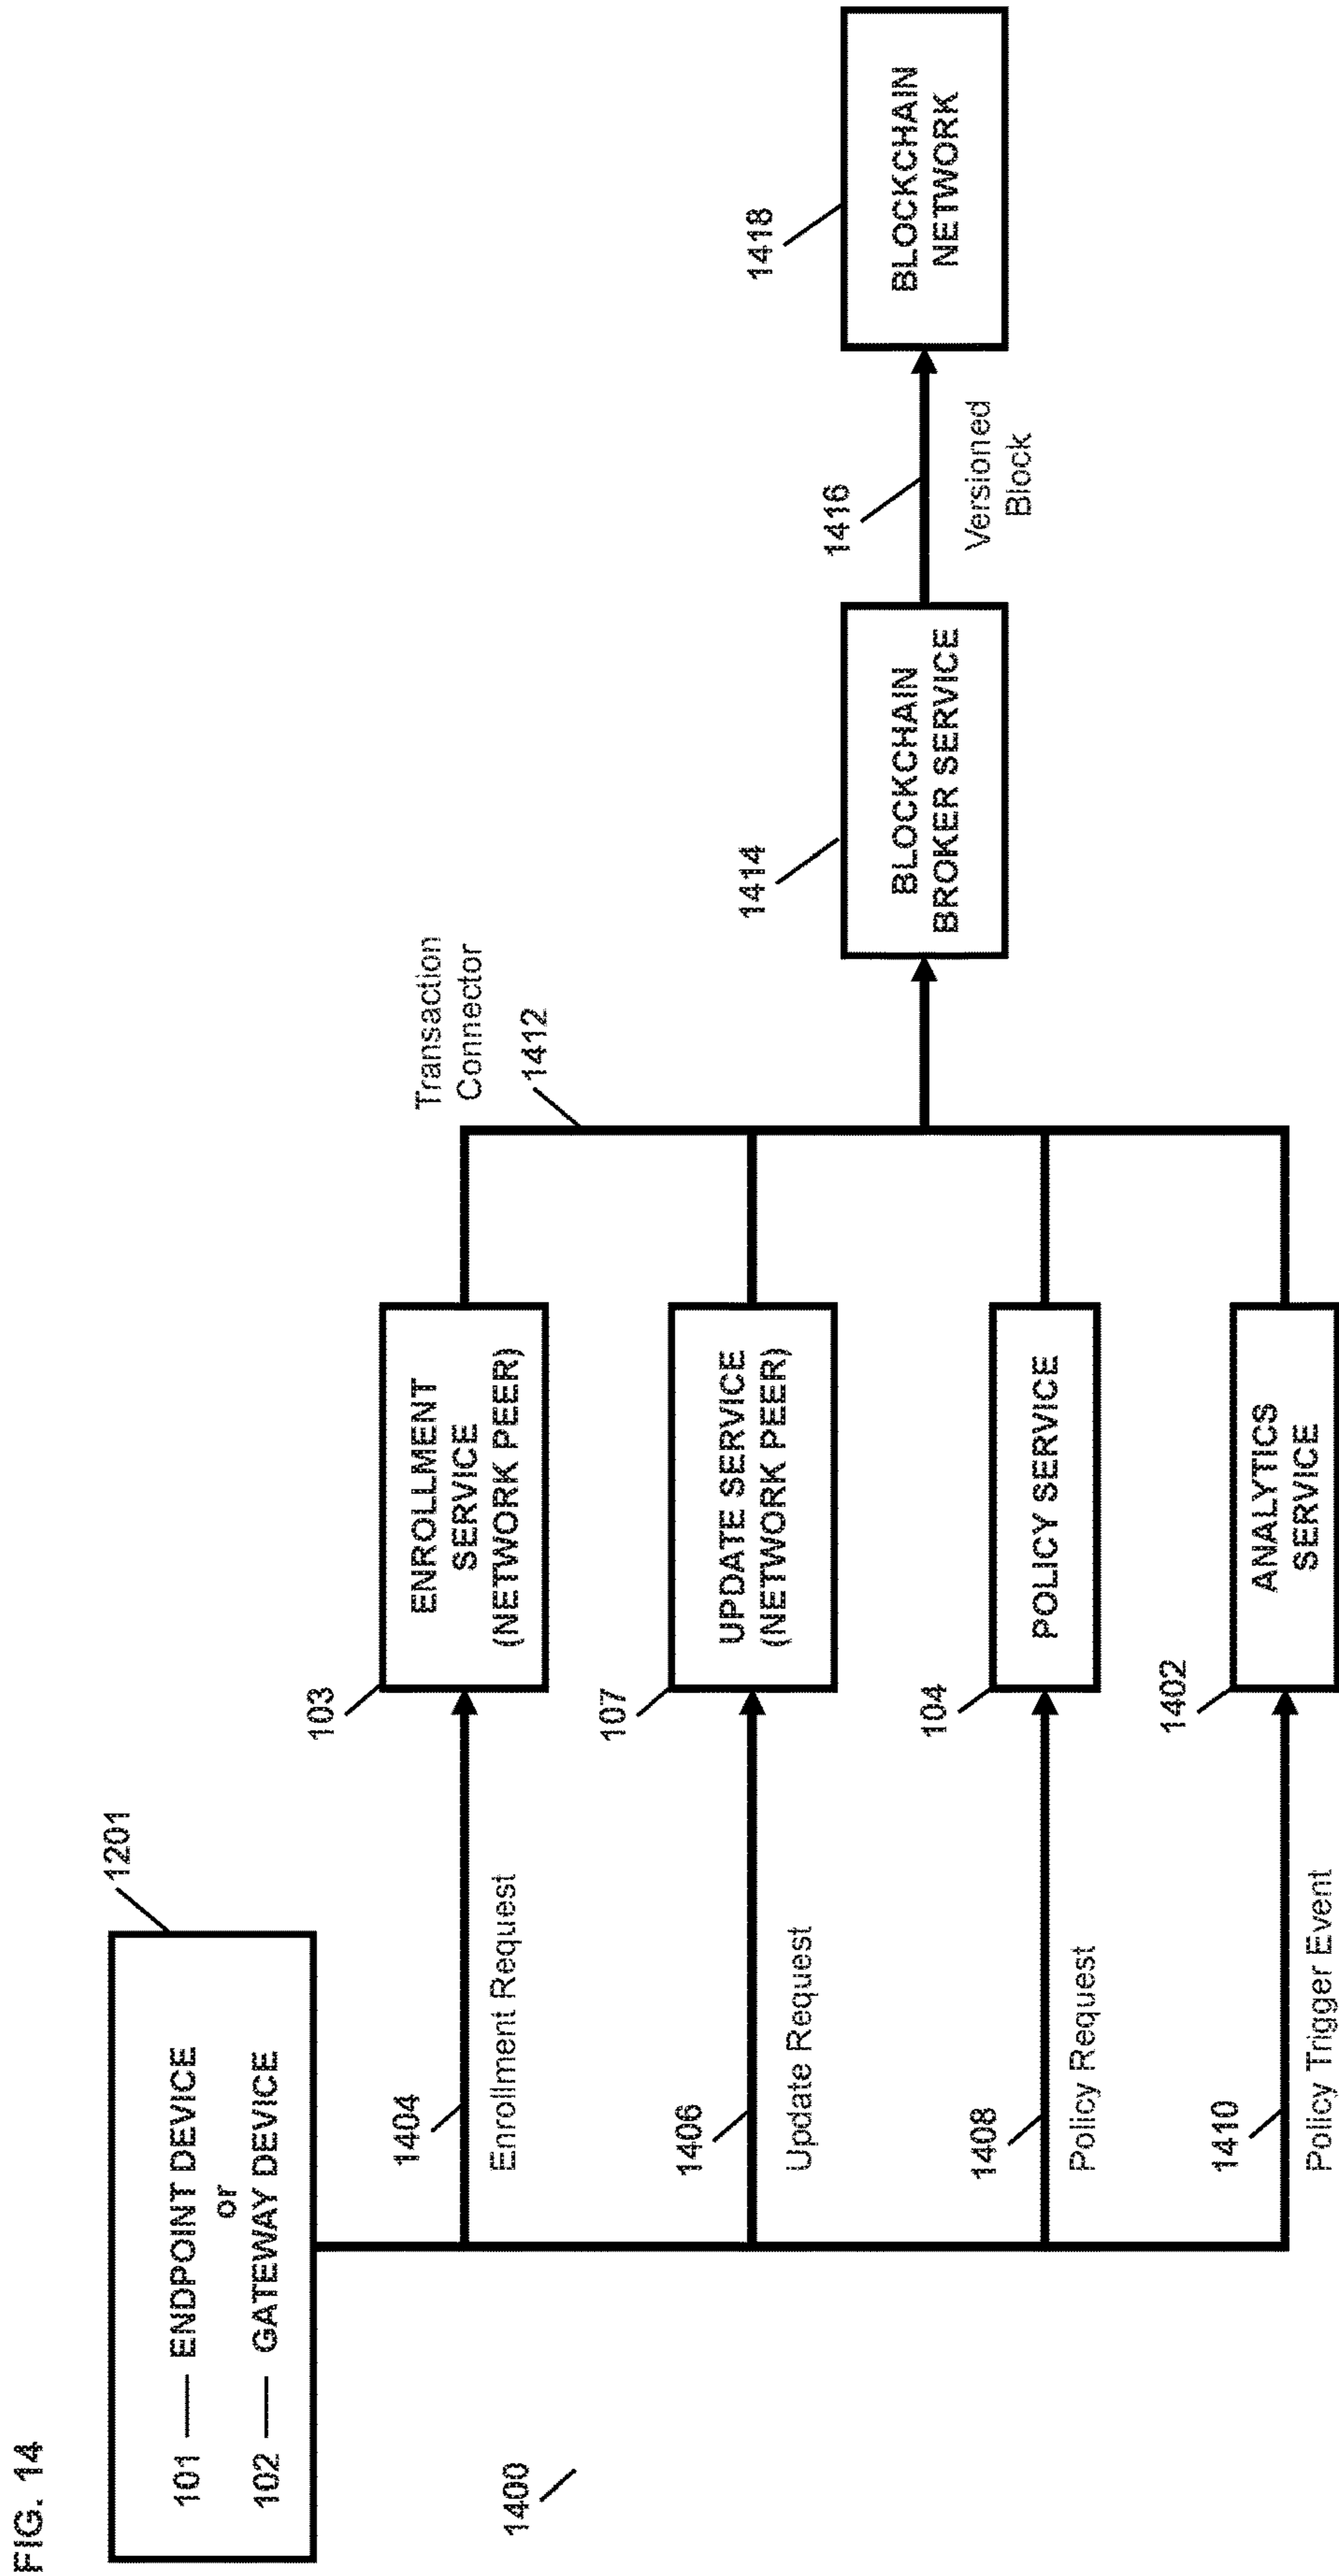 FIG. 14
1201
101
ENDPOINT DEVICE
or
102
GATEWAY DEVICE
1400
1404
Enrollment Request
103
ENROLLMENT
SERVICE
(NETWORK PEER)
1406
Update Request
107
UPDATE SERVICE
(NETWORK PEER)
1408
Policy Request
104
POLICY SERVICE
1410
Policy Trigger Event
1402
ANALYTICS
SERVICE
Transaction
Connector
1412
1414
BLOCKCHAIN
BROKER SERVICE
1416
Versioned
Block
1418
BLOCKCHAIN
NETWORK